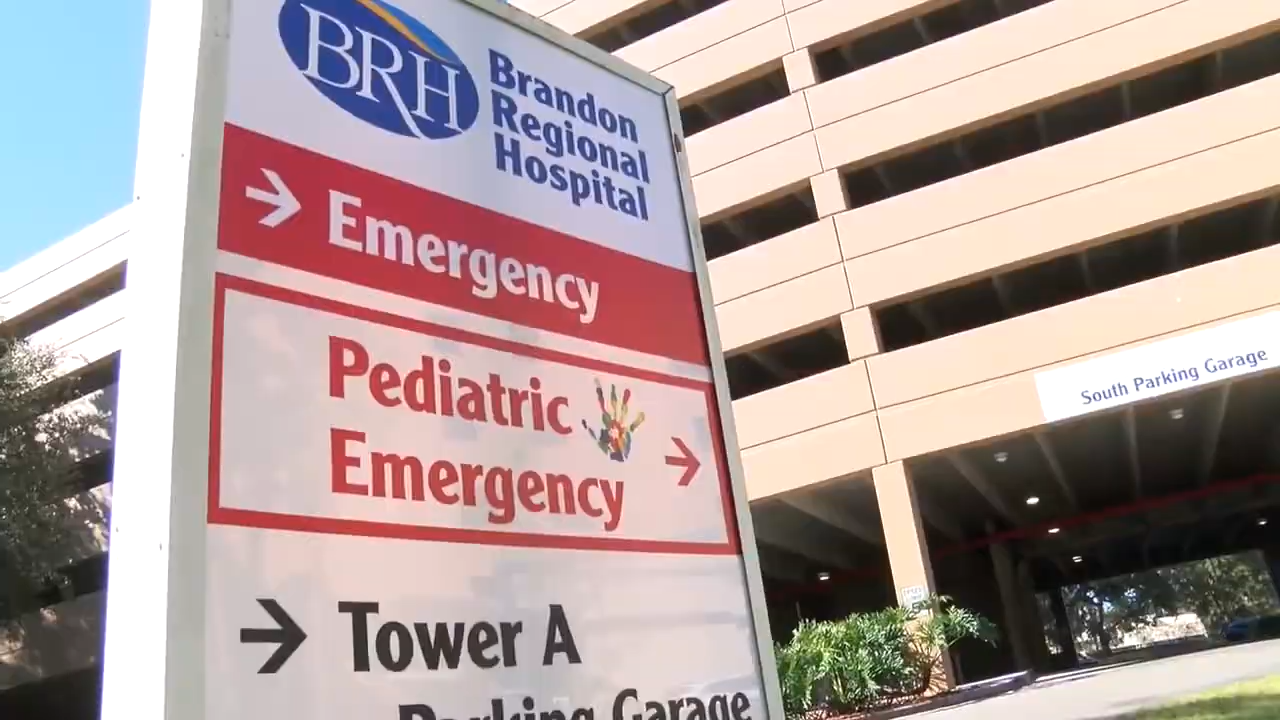 BRH
Brandon
Regional
Hospital
Emergency
Pediatric
Emergency
Tower A
Parking Garage
South Parking Garage